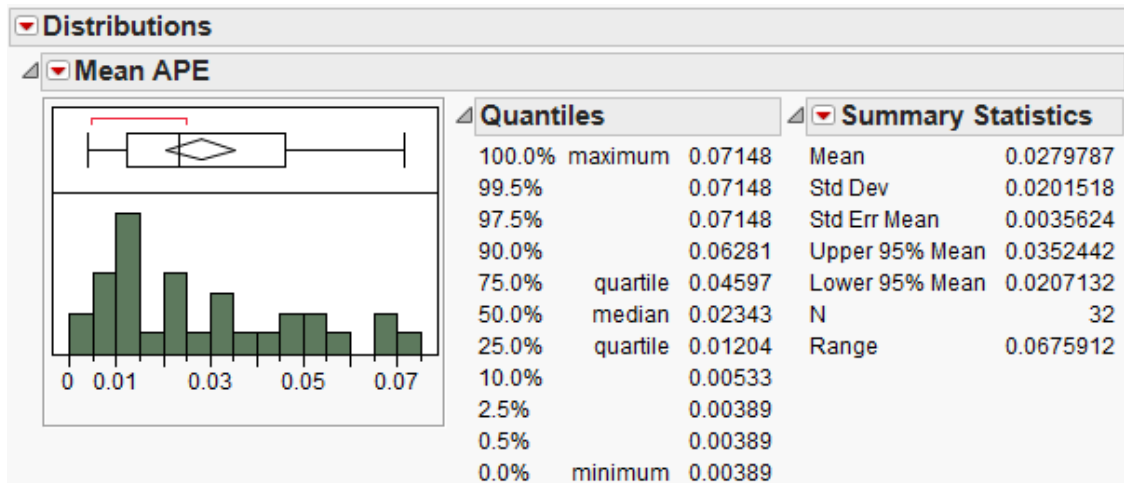 Distributions
Mean APE
0 0.01 0.03 0.05 0.07
Quantiles
100.0% maximum 0.07148
99.5% 0.07148
97.5% 0.07148
90.0% 0.06281
75.0% quartile 0.04597
50.0% median 0.02343
25.0% quartile 0.01204
10.0% 0.00533
2.5% 0.00389
0.5% 0.00389
0.0% minimum 0.00389
Summary Statistics
Mean 0.0279787
Std Dev 0.0201518
Std Err Mean 0.0035624
Upper 95% Mean 0.0352442
Lower 95% Mean 0.0207132
N 32
Range 0.0675912